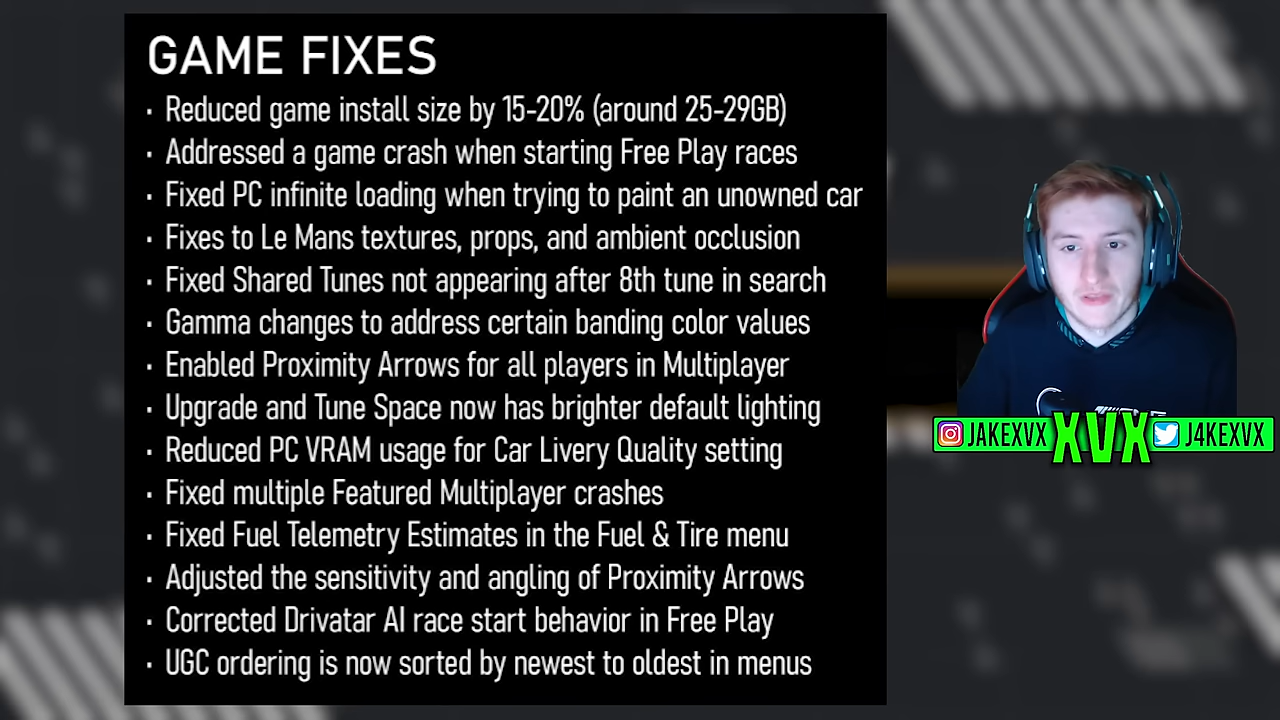 GAME FIXES
· Reduced game install size by 15-20% (around 25-29GB)
· Addressed a game crash when starting Free Play races
· Fixed PC infinite loading when trying to paint an unowned car
· Fixes to Le Mans textures, props, and ambient occlusion
· Fixed Shared Tunes not appearing after 8th tune in search
· Gamma changes to address certain banding color values
· Enabled Proximity Arrows for all players in Multiplayer
· Upgrade and Tune Space now has brighter default lighting
· Reduced PC VRAM usage for Car Livery Quality setting
· Fixed multiple Featured Multiplayer crashes
· Fixed Fuel Telemetry Estimates in the Fuel & Tire menu
· Adjusted the sensitivity and angling of Proximity Arrows
· Corrected Drivatar AI race start behavior in Free Play
· UGC ordering is now sorted by newest to oldest in menus
JAKEXVX XVX J4KEXVX